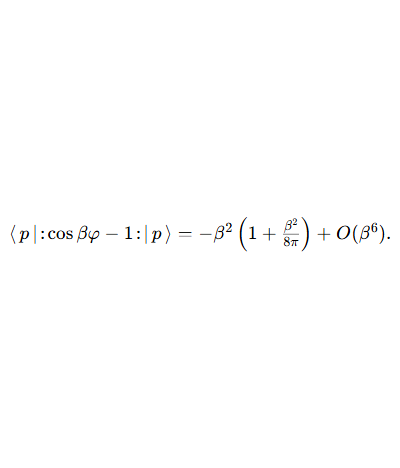 ⟨ p | :cos βφ − 1: | p ⟩ = −β² (1 + β²/8π) + O(β⁶).